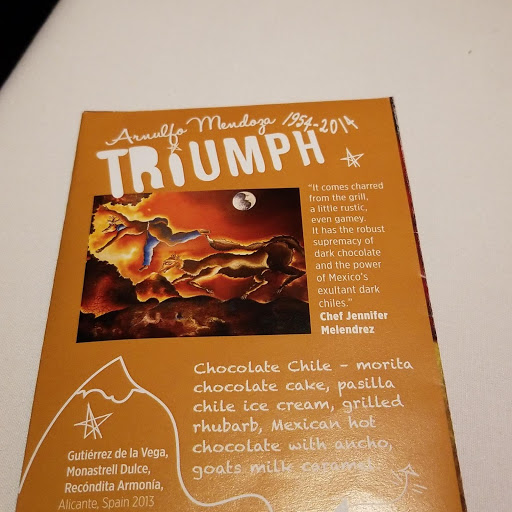 Arnulfo Mendoza 1954-2014
TRiUMPH
"It comes charred
from the grill,
a little rustic,
even gamey.
It has the robust
supremacy of
dark chocolate
and the power
of Mexico's
exultant dark
chiles."
Chef Jennifer
Melendrez
Chocolate Chile - morita
chocolate cake, pasilla
chile ice cream, grilled
rhubarb, Mexican hot
chocolate with ancho,
goats milk caramel
Gutiérrez de la Vega,
Monastrell Dulce,
Recóndita Armonía,
Alicante, Spain 2013